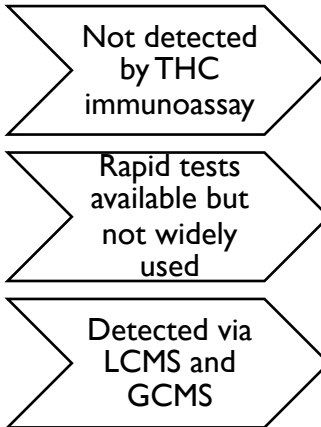 Not detected
by THC
immunoassay
Rapid tests
available but
not widely
used
Detected via
LCMS and
GCMS